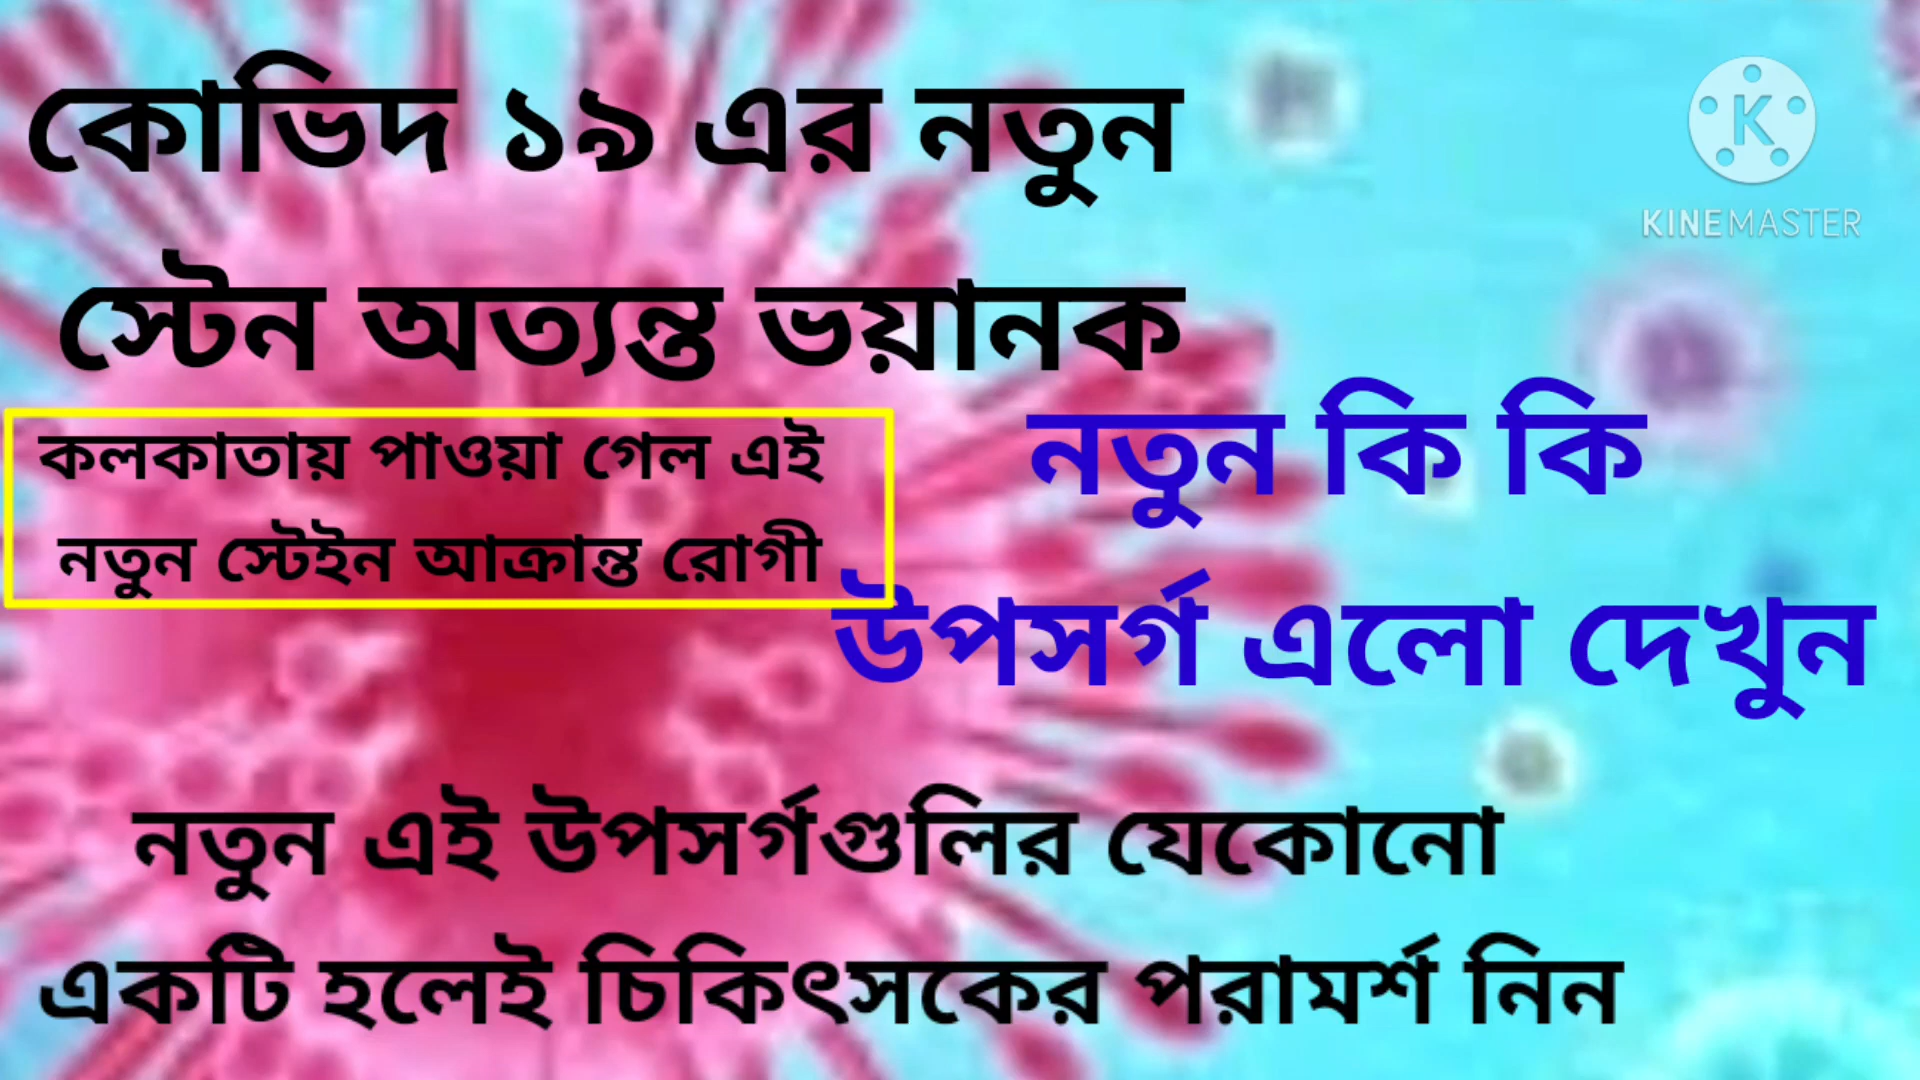 কোভিদ ১৯ এর নতুন
স্টেন অত্যন্ত ভয়ানক
কলকাতায় পাওয়া গেল এই
নতুন স্টেইন আক্রান্ত রোগী
নতুন কি কি
উপসর্গ এলো দেখুন
নতুন এই উপসর্গগুলির যেকোনো
একটি হলেই চিকিৎসকের পরামর্শ নিন
K
KINEMASTER